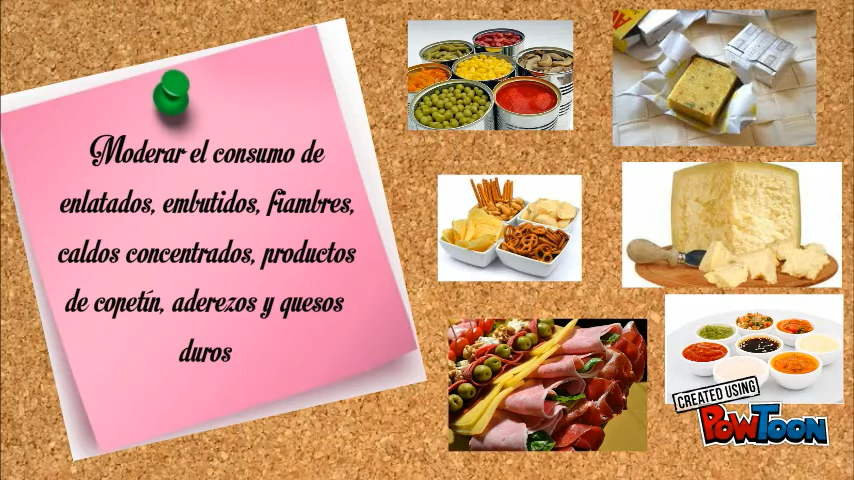 Moderar el consumo de
enlatados, embutidos, fiambres,
caldos concentrados, productos
de copetín, aderezos y quesos
duros
CREATED USING
POWTOON